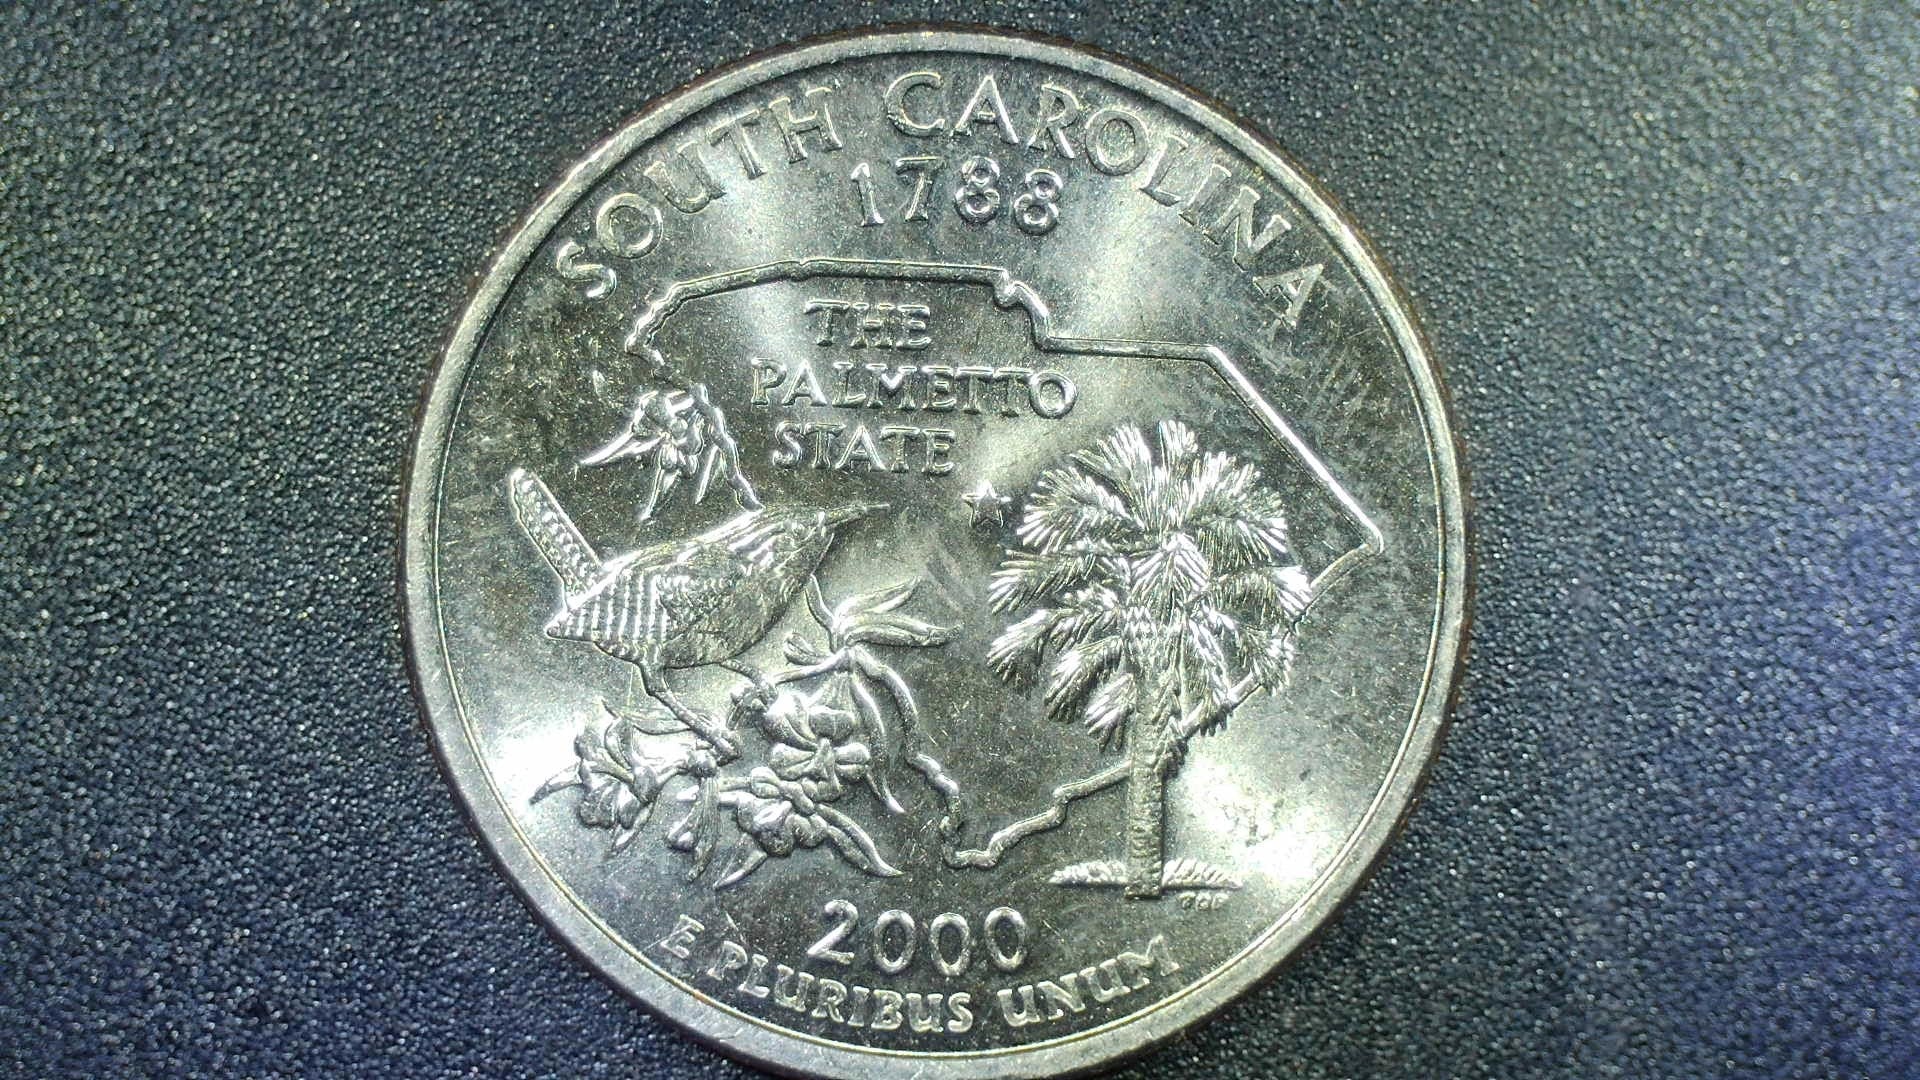 SOUTH CAROLINA
1788
THE
PALMETTO
STATE
2000
E PLURIBUS UNUM